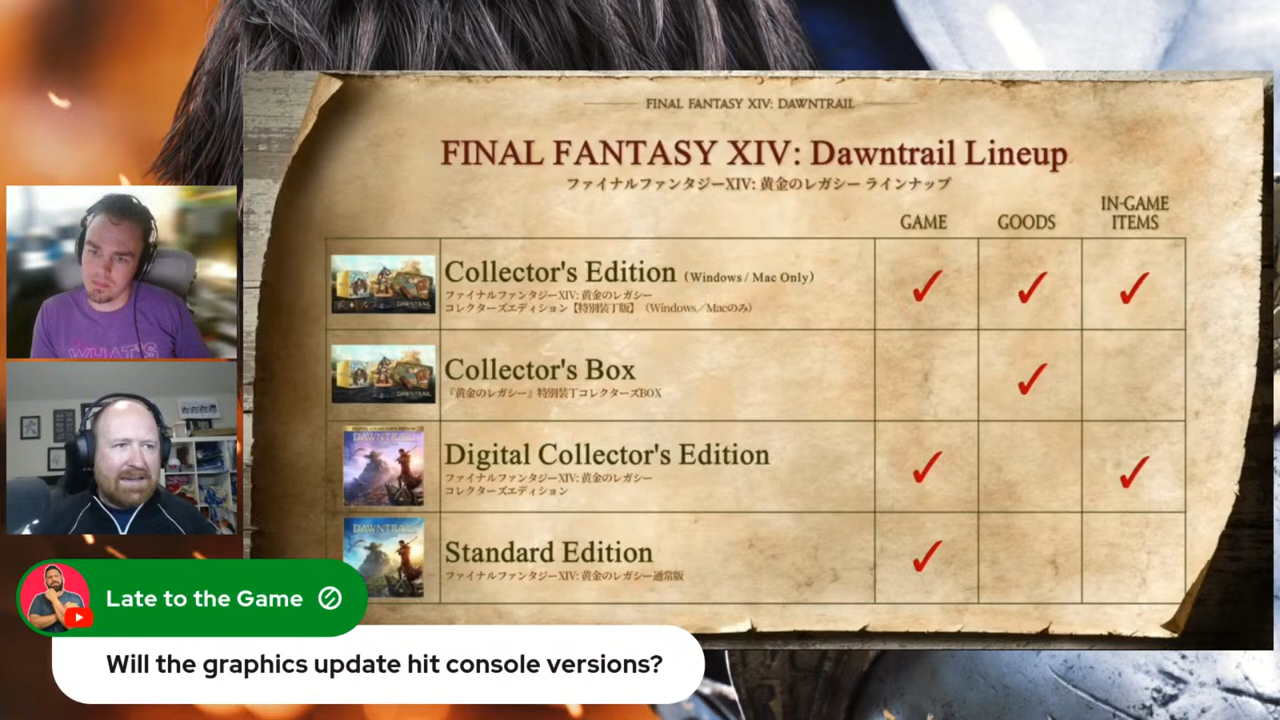 FINAL FANTASY XIV: DAWNTRAIL
FINAL FANTASY XIV: Dawntrail Lineup
ファイナルファンタジーXIV: 黄金のレガシー ラインナップ
GAME
GOODS
IN-GAME
ITEMS
Collector's Edition (Windows / Mac Only)
ファイナルファンタジーXIV: 黄金のレガシー
コレクターズエディション【特別装丁版】 (Windows／Macのみ)
DAWNTRAIL
Collector's Box
『黄金のレガシー』特別装丁コレクターズBOX
DAWNTRAIL
DAWNTRAIL
Digital Collector's Edition
ファイナルファンタジーXIV: 黄金のレガシー
コレクターズエディション
DAWNTRAIL
Standard Edition
ファイナルファンタジーXIV: 黄金のレガシー通常版
WHAT'S
Late to the Game
Will the graphics update hit console versions?